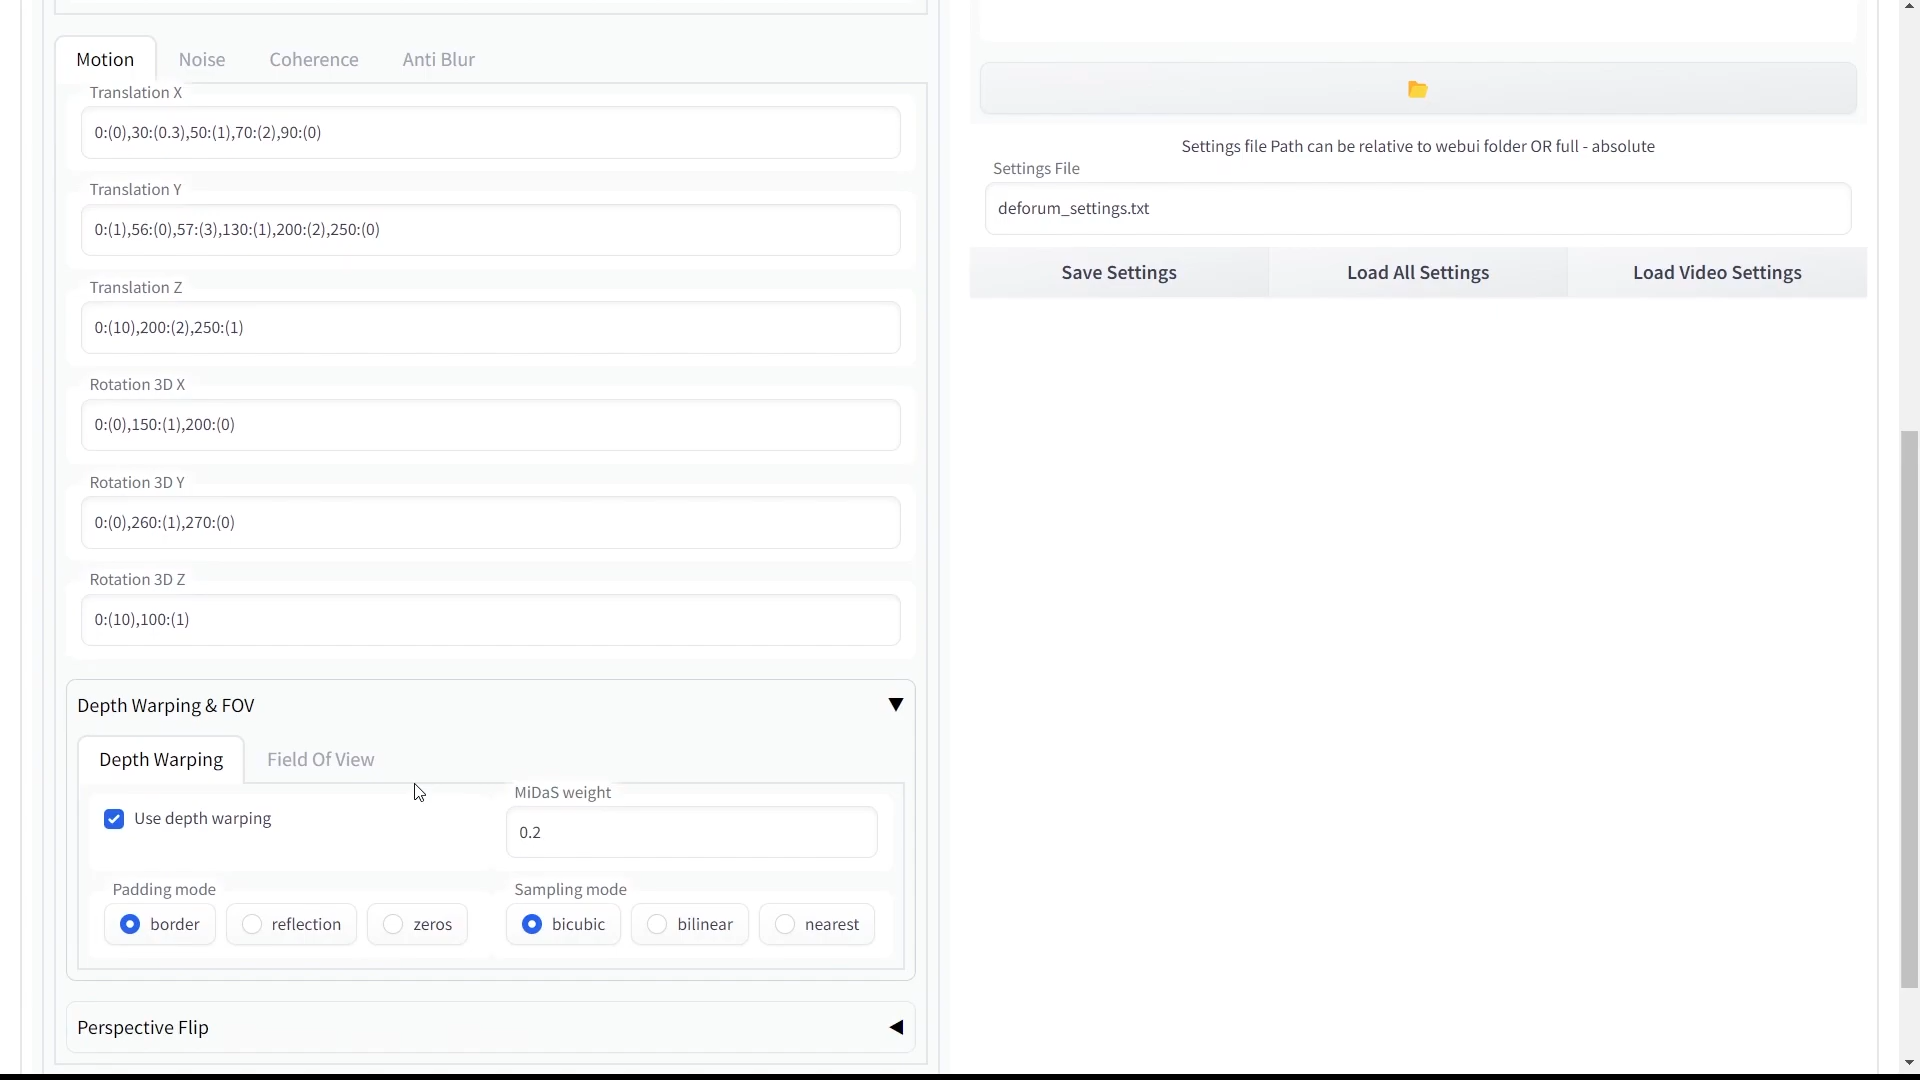 Motion Noise Coherence Anti Blur
Translation X
0:(0),30:(0.3),50:(1),70:(2),90:(0)
Translation Y
0:(1),56:(0),57:(3),130:(1),200:(2),250:(0)
Translation Z
0:(10),200:(2),250:(1)
Rotation 3D X
0:(0),150:(1),200:(0)
Rotation 3D Y
0:(0),260:(1),270:(0)
Rotation 3D Z
0:(10),100:(1)
Depth Warping & FOV
Depth Warping Field Of View
Use depth warping
MiDaS weight
0.2
Padding mode
border reflection zeros
Sampling mode
bicubic bilinear nearest
Perspective Flip
Settings file Path can be relative to webui folder OR full - absolute
Settings File
deforum_settings.txt
Save Settings Load All Settings Load Video Settings